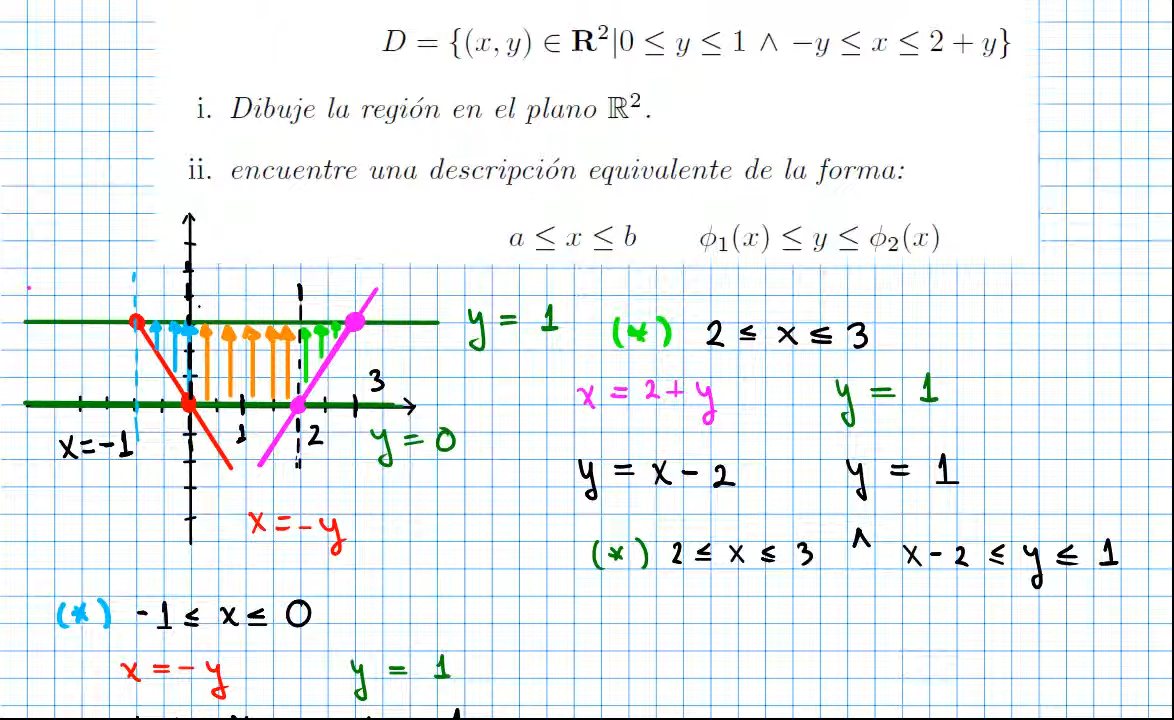 D = {(x, y) ∈ R²|0 ≤ y ≤ 1 ∧ −y ≤ x ≤ 2 + y}
i. Dibuje la región en el plano ℝ².
ii. encuentre una descripción equivalente de la forma:
a ≤ x ≤ b ϕ₁(x) ≤ y ≤ ϕ₂(x)
y = 1
(*) 2 ≤ x ≤ 3
3
x = 2 + y y = 1
x = -1 1 2 y = 0
y = x - 2 y = 1
x = - y
(*) 2 ≤ x ≤ 3 ∧ x - 2 ≤ y ≤ 1
(*) -1 ≤ x ≤ 0
x = - y y = 1